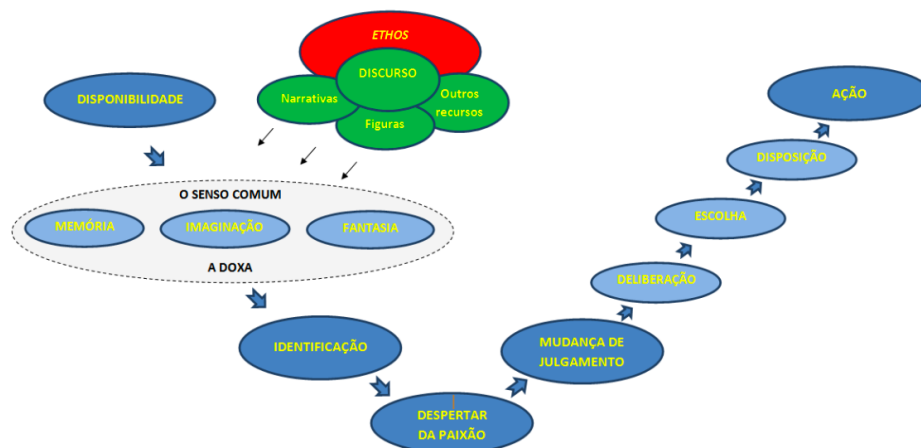 ETHOS
DISCURSO
Narrativas
Outros
recursos
Figuras
DISPONIBILIDADE
O SENSO COMUM
MEMÓRIA
IMAGINAÇÃO
FANTASIA
A DOXA
IDENTIFICAÇÃO
DESPERTAR
DA PAIXÃO
MUDANÇA DE
JULGAMENTO
DELIBERAÇÃO
ESCOLHA
DISPOSIÇÃO
AÇÃO